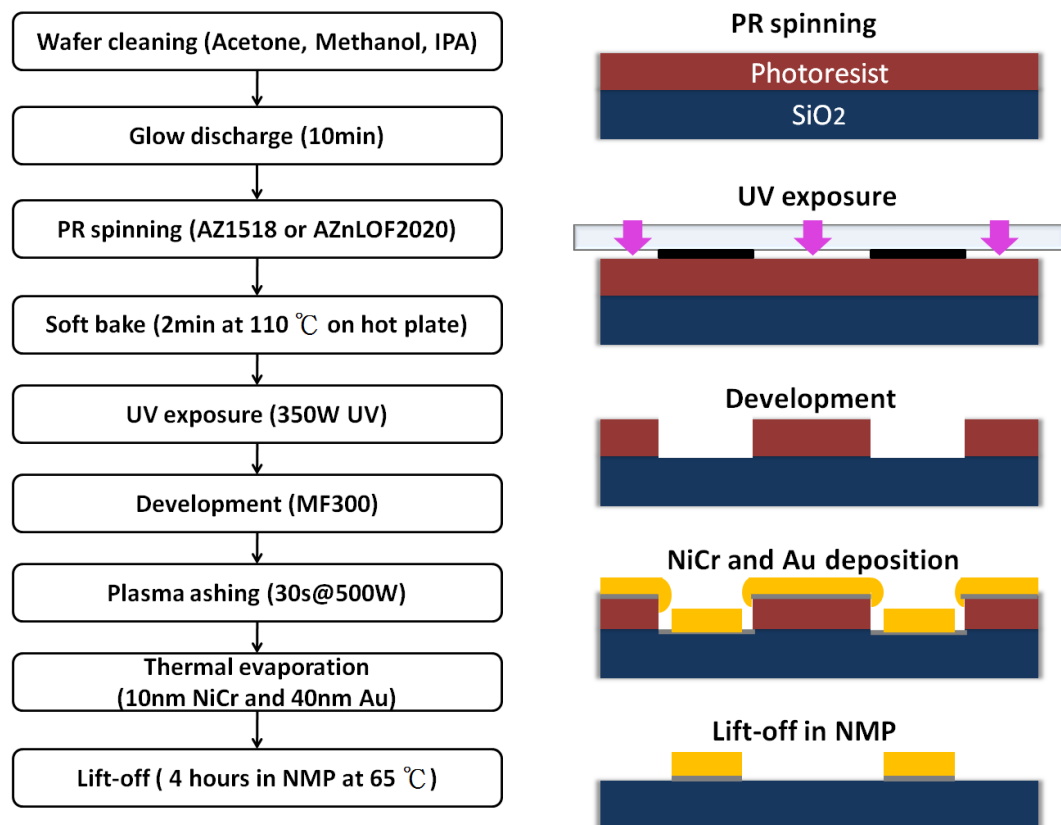 Wafer cleaning (Acetone, Methanol, IPA)
Glow discharge (10min)
PR spinning (AZ1518 or AZnLOF2020)
Soft bake (2min at 110 ℃ on hot plate)
UV exposure (350W UV)
Development (MF300)
Plasma ashing (30s@500W)
Thermal evaporation
(10nm NiCr and 40nm Au)
Lift-off ( 4 hours in NMP at 65 ℃)
PR spinning
Photoresist
SiO2
UV exposure
Development
NiCr and Au deposition
Lift-off in NMP